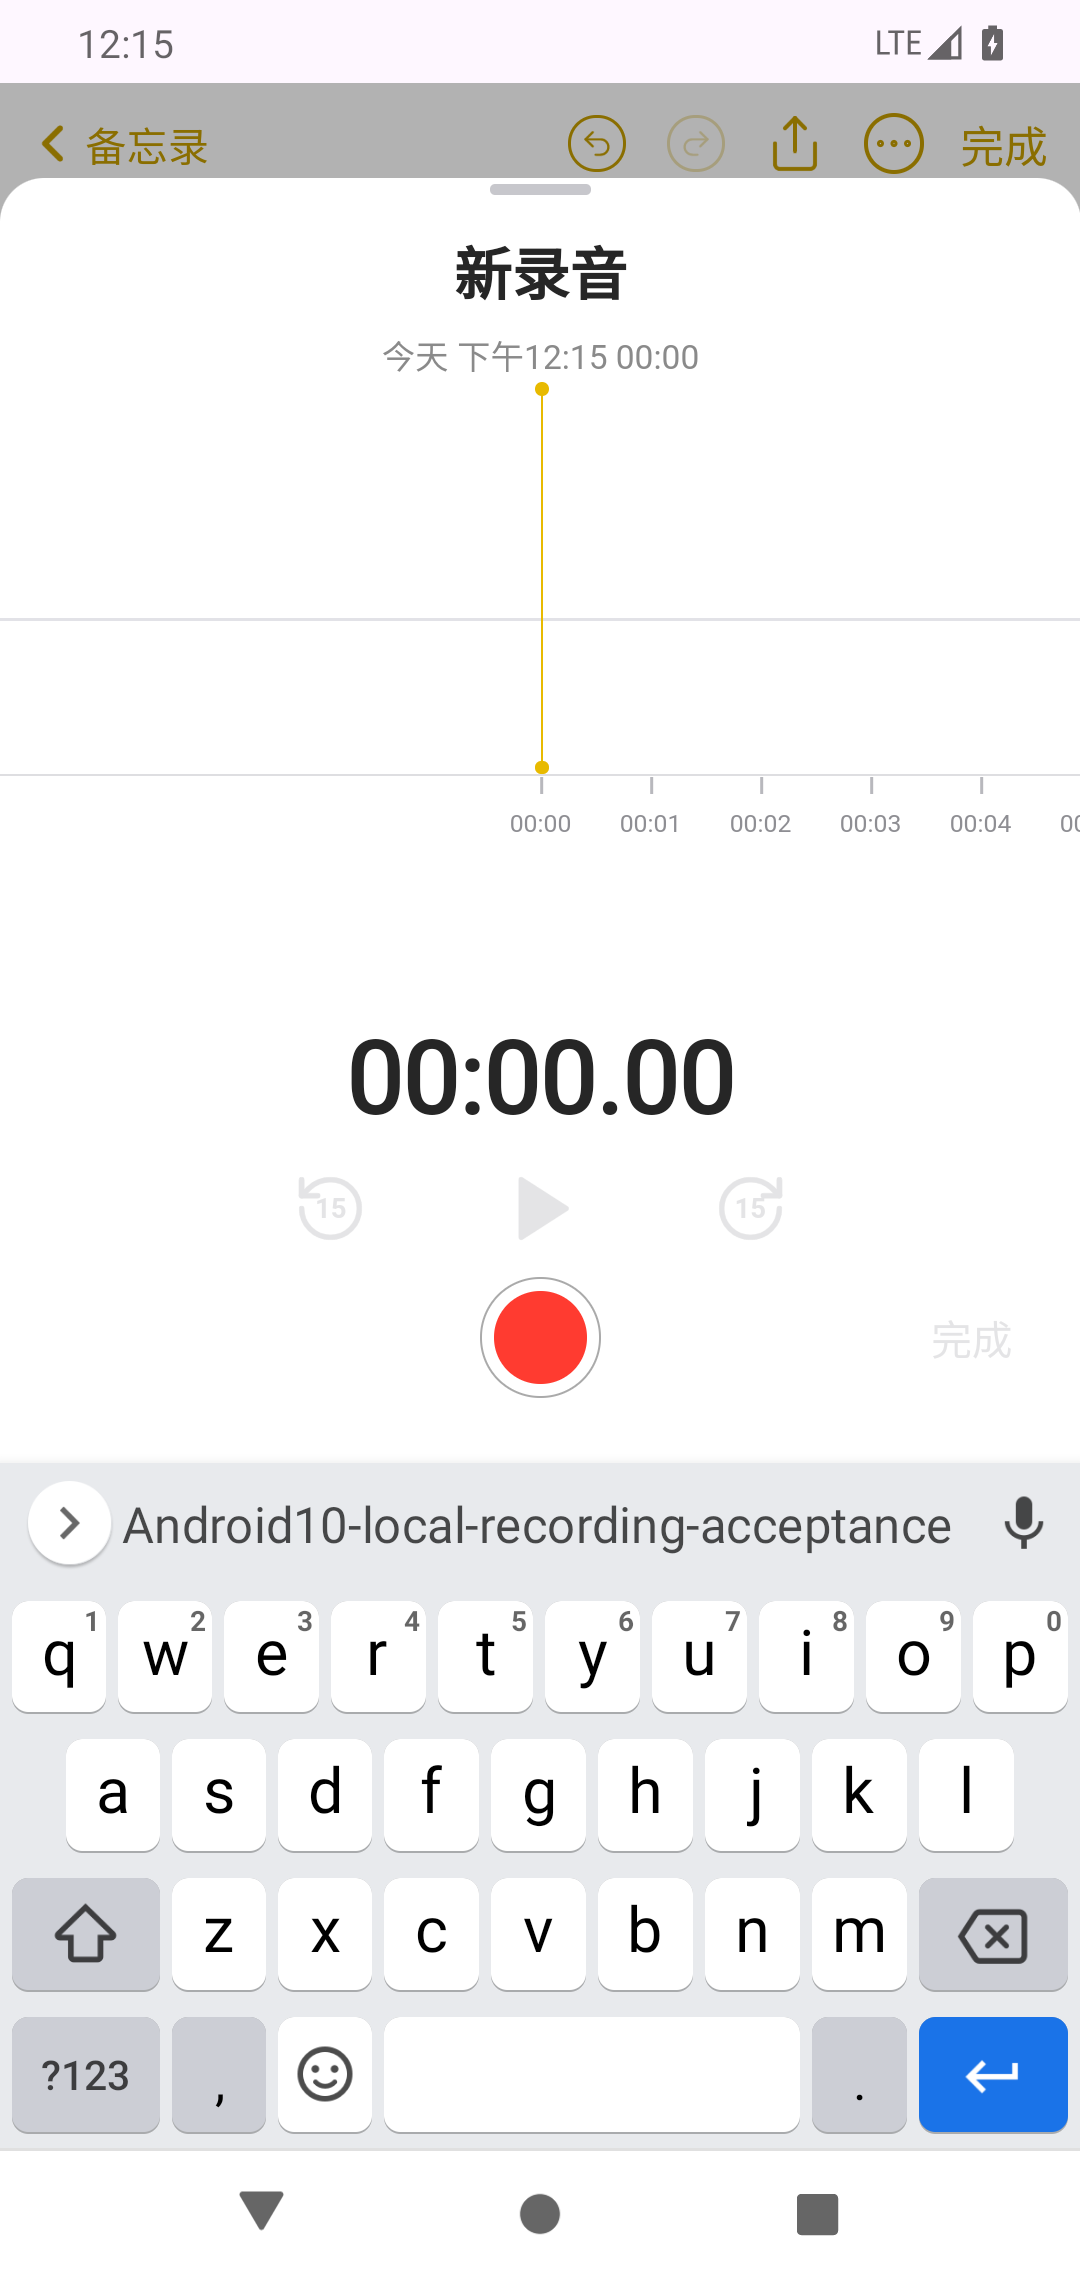 12:15 LTE
备忘录 完成
新录音
今天 下午12:15 00:00
00:00 00:01 00:02 00:03 00:04
00:00.00
15 15
完成
Android10-local-recording-acceptance
1 2 3 4 5 6 7 8 9 0
q w e r t y u i o p
a s d f g h j k l
z x c v b n m
?123 , .